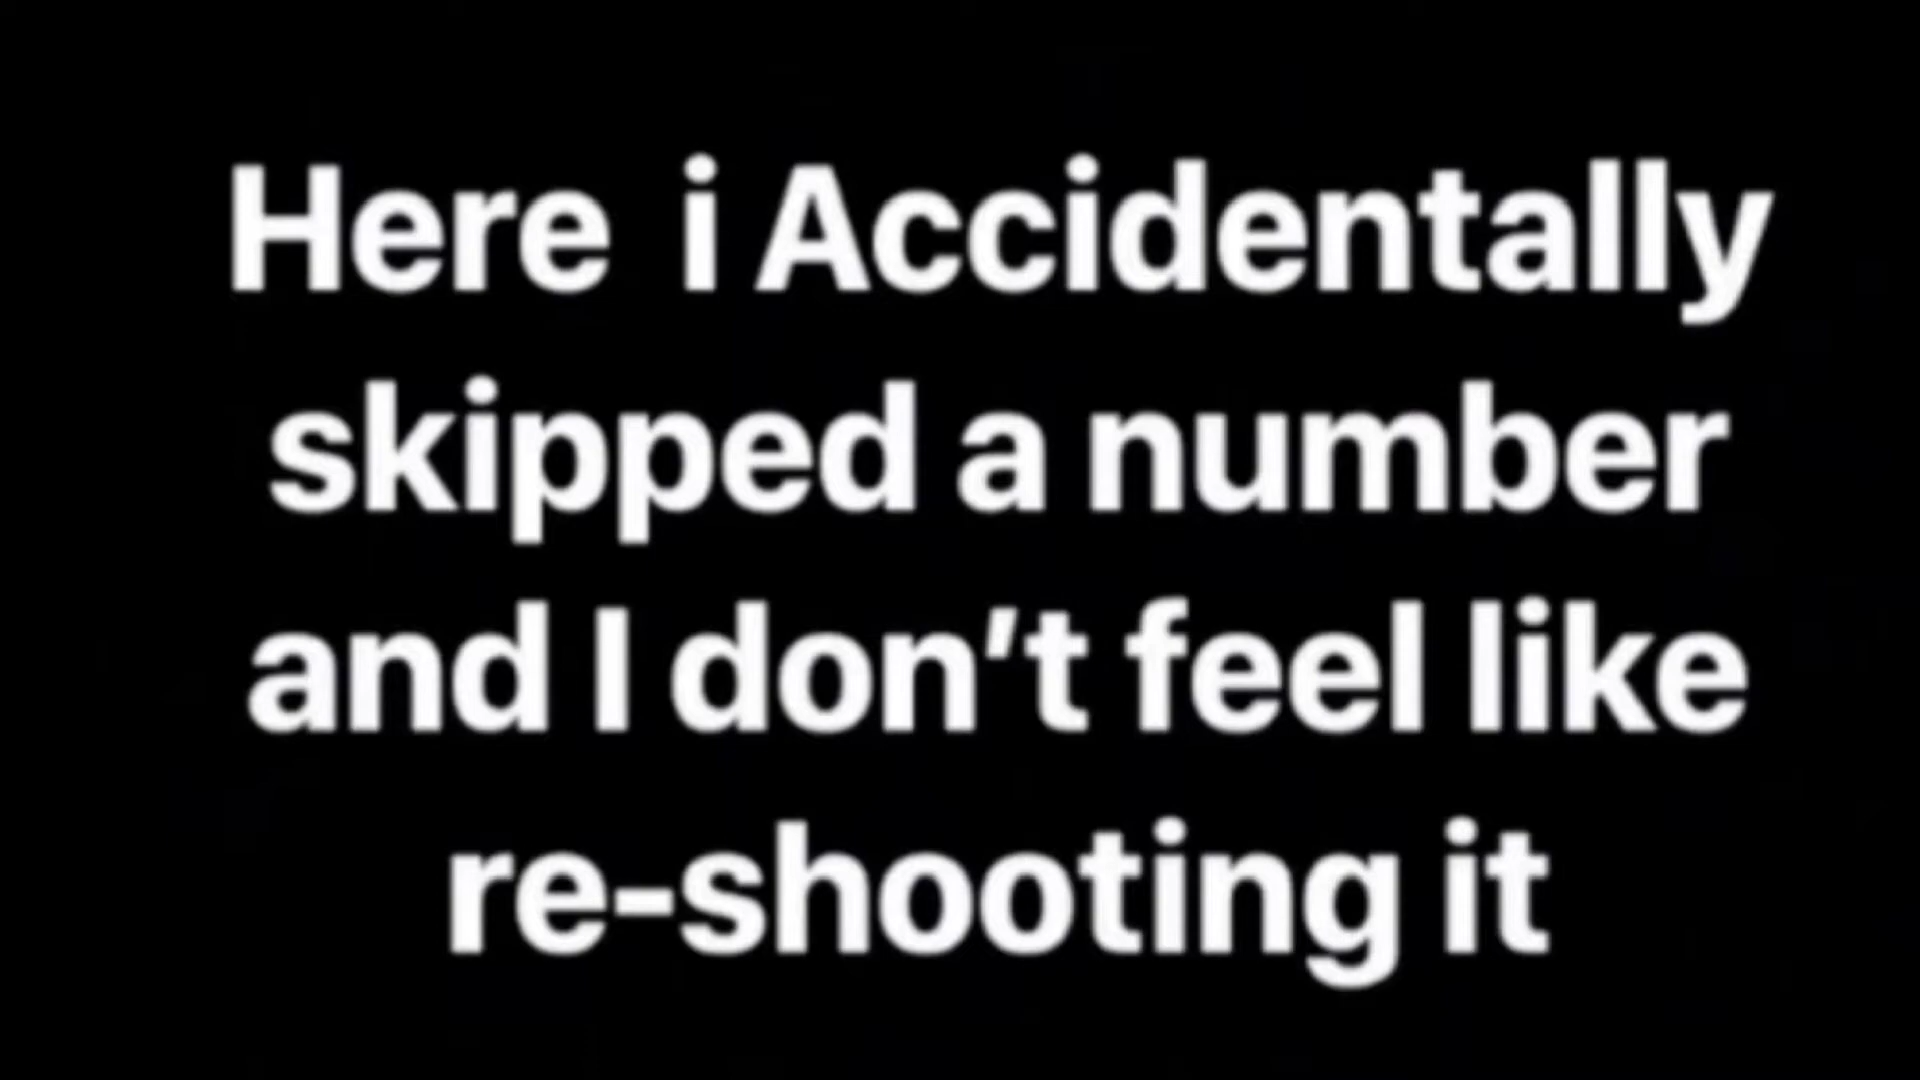 Here i Accidentally
skipped a number
and I don’t feel like
re-shooting it